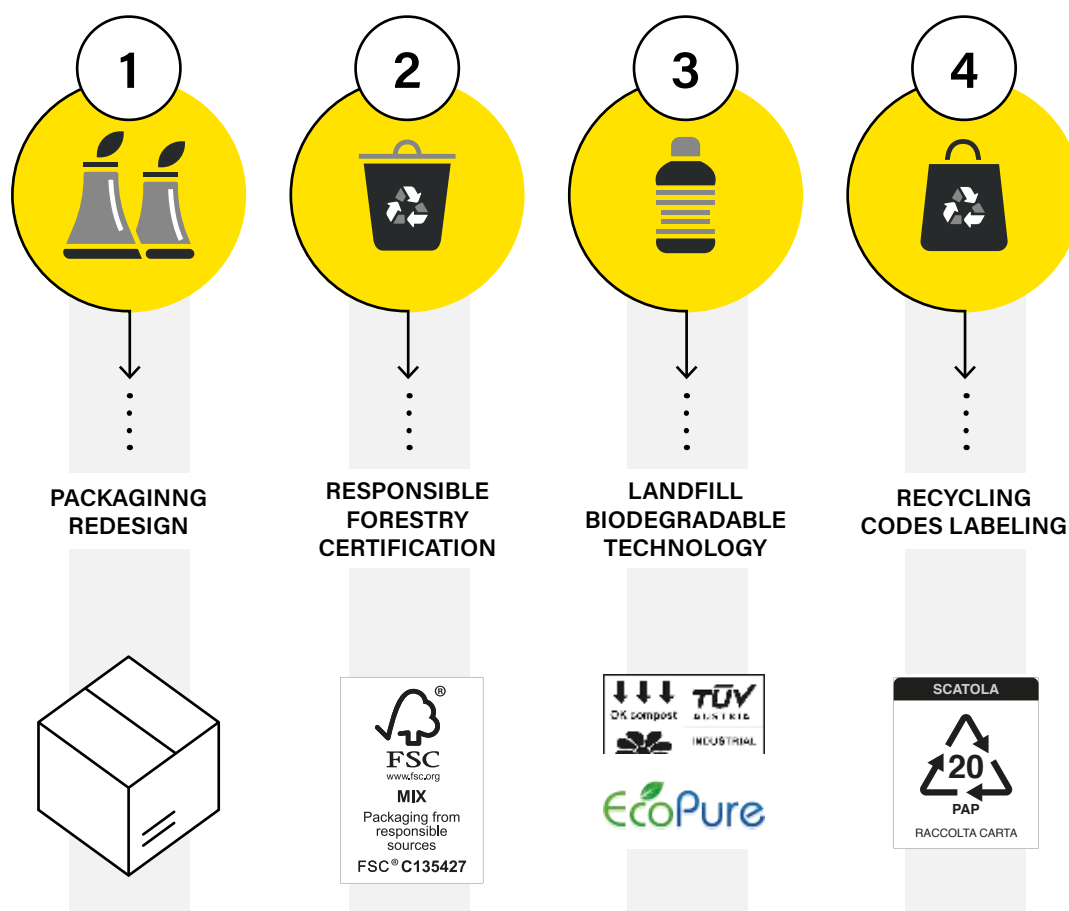 1
2
3
4
PACKAGINNG
REDESIGN
RESPONSIBLE
FORESTRY
CERTIFICATION
LANDFILL
BIODEGRADABLE
TECHNOLOGY
RECYCLING
CODES LABELING
®
FSC
www.fsc.org
MIX
Packaging from
responsible
sources
FSC® C135427
OK compost
TÜV
AUSTRIA
INDUSTRIAL
EcoPure
SCATOLA
20
PAP
RACCOLTA CARTA